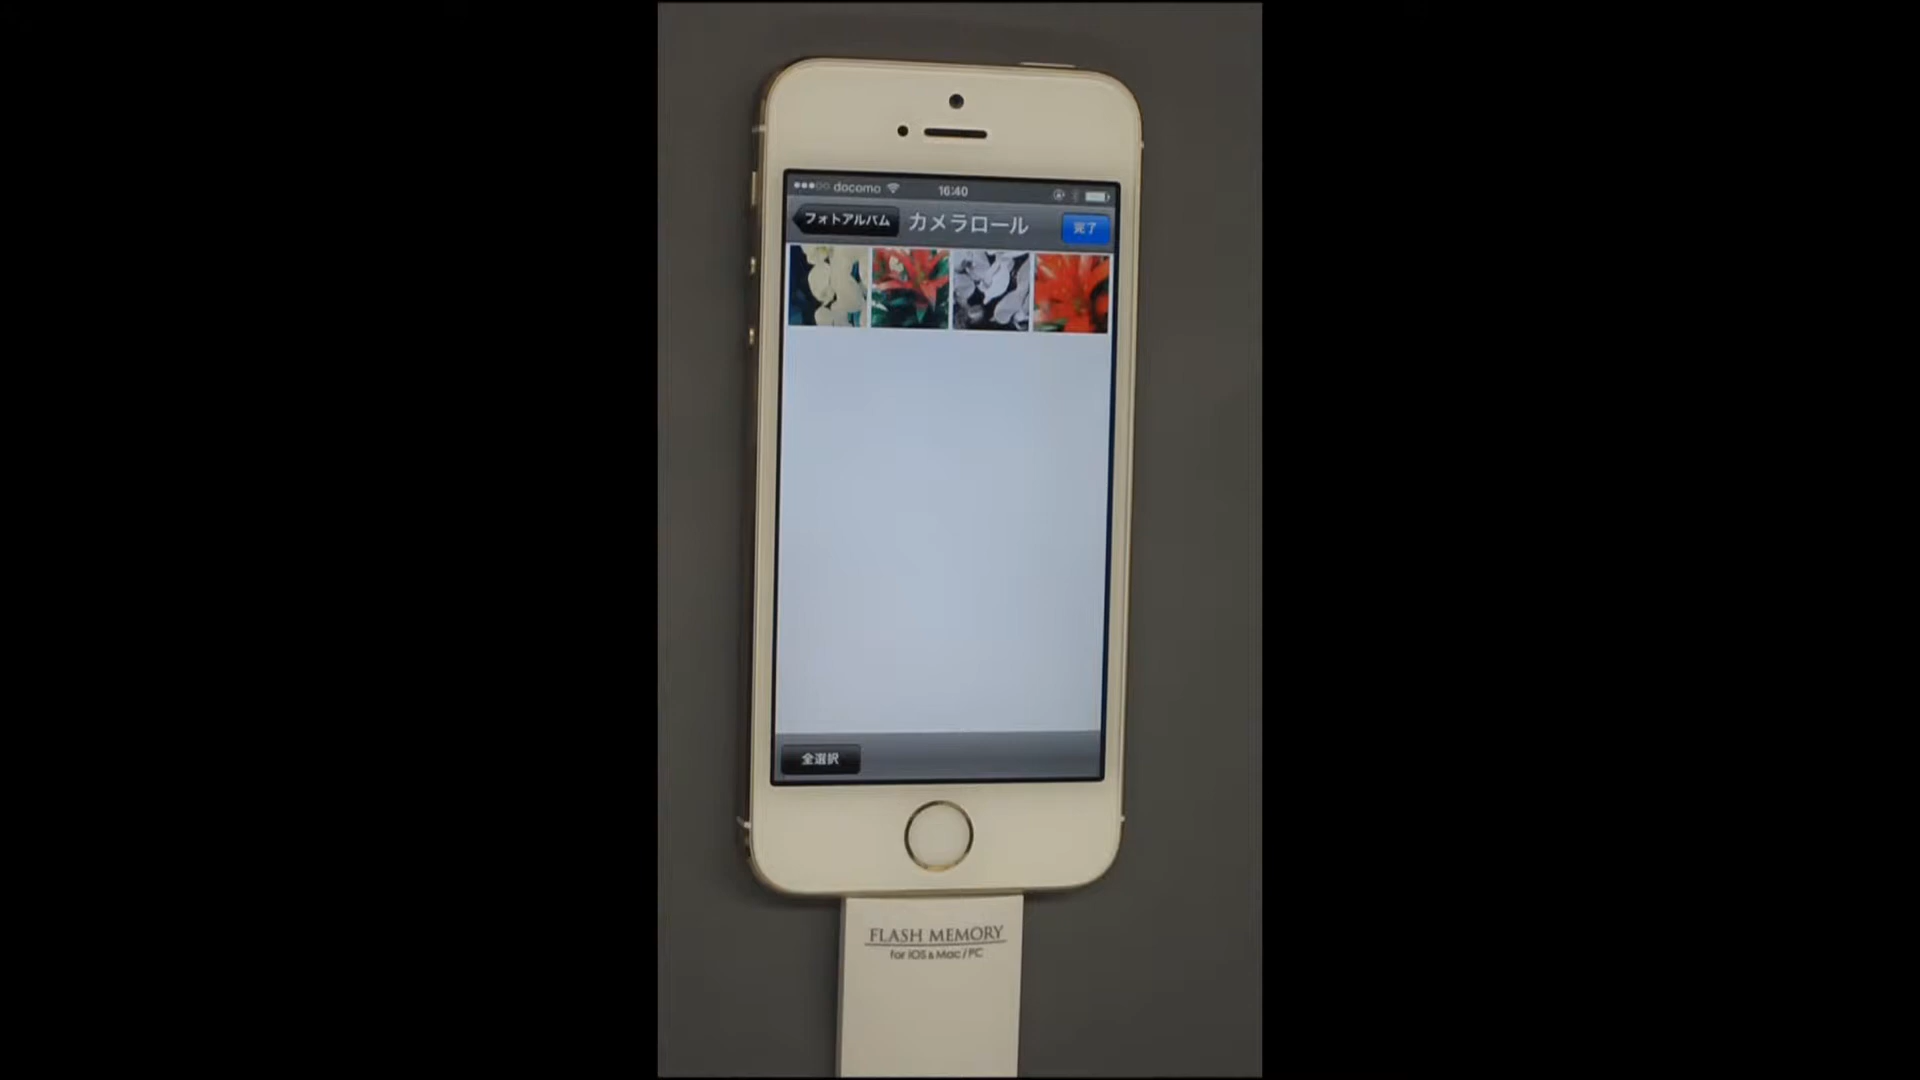 docomo 16:40
フォトアルバム カメラロール 完了
全選択
FLASH MEMORY
for iOS & Mac / PC